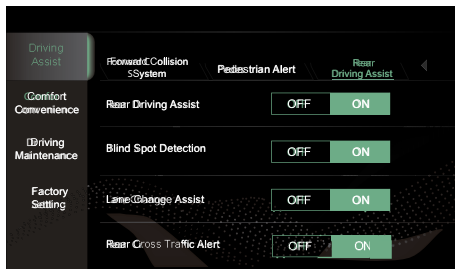 Driving
Assist
Forward Collision
System
Pedestrian Alert
Rear
Driving Assist
Comfort
Convenience
Rear Driving Assist
OFF
ON
Driving
Maintenance
Blind Spot Detection
OFF
ON
Factory
Setting
Lane Change Assist
OFF
ON
Rear Cross Traffic Alert
OFF
ON